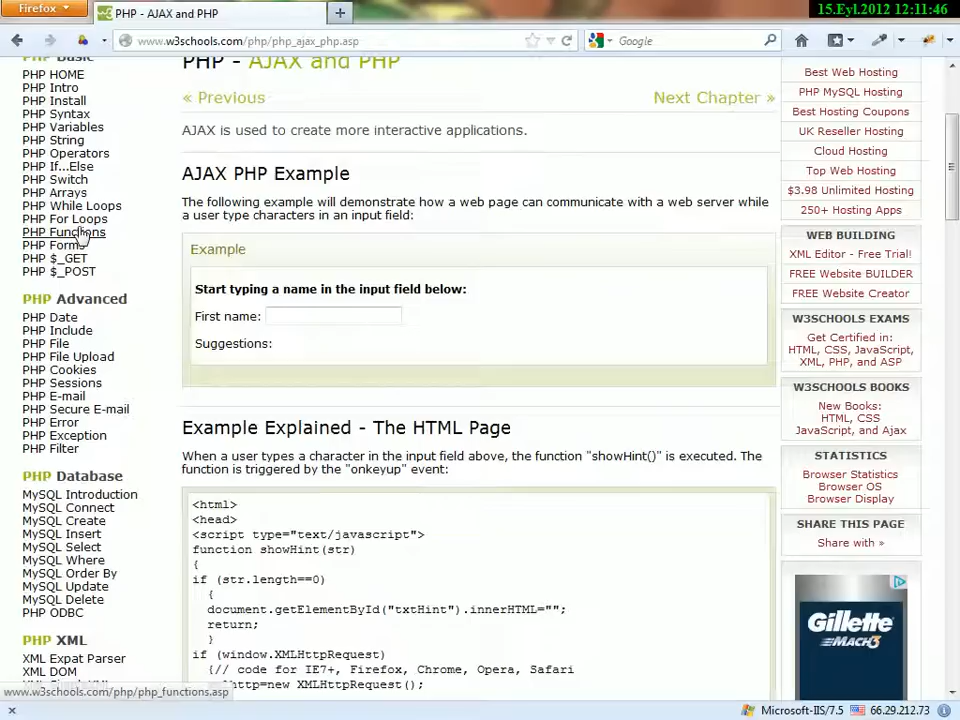 Firefox
PHP - AJAX and PHP
15.Eyl.2012 12:11:46
www.w3schools.com/php/php_ajax_php.asp
Google
PHP Basic
PHP HOME
PHP Intro
PHP Install
PHP Syntax
PHP Variables
PHP String
PHP Operators
PHP If...Else
PHP Switch
PHP Arrays
PHP While Loops
PHP For Loops
PHP Functions
PHP Forms
PHP $_GET
PHP $_POST
PHP Advanced
PHP Date
PHP Include
PHP File
PHP File Upload
PHP Cookies
PHP Sessions
PHP E-mail
PHP Secure E-mail
PHP Error
PHP Exception
PHP Filter
PHP Database
MySQL Introduction
MySQL Connect
MySQL Create
MySQL Insert
MySQL Select
MySQL Where
MySQL Order By
MySQL Update
MySQL Delete
PHP ODBC
PHP XML
XML Expat Parser
XML DOM
PHP - AJAX and PHP
« Previous
Next Chapter »
AJAX is used to create more interactive applications.
AJAX PHP Example
The following example will demonstrate how a web page can communicate with a web server while
a user type characters in an input field:
Example
Start typing a name in the input field below:
First name:
Suggestions:
Example Explained - The HTML Page
When a user types a character in the input field above, the function "showHint()" is executed. The
function is triggered by the "onkeyup" event:
<html>
<head>
<script type="text/javascript">
function showHint(str)
{
if (str.length==0)
{
document.getElementById("txtHint").innerHTML="";
return;
}
if (window.XMLHttpRequest)
{// code for IE7+, Firefox, Chrome, Opera, Safari
http=new XMLHttpRequest();
Best Web Hosting
PHP MySQL Hosting
Best Hosting Coupons
UK Reseller Hosting
Cloud Hosting
Top Web Hosting
$3.98 Unlimited Hosting
250+ Hosting Apps
WEB BUILDING
XML Editor - Free Trial!
FREE Website BUILDER
FREE Website Creator
W3SCHOOLS EXAMS
Get Certified in:
HTML, CSS, JavaScript,
XML, PHP, and ASP
W3SCHOOLS BOOKS
New Books:
HTML, CSS
JavaScript, and Ajax
STATISTICS
Browser Statistics
Browser OS
Browser Display
SHARE THIS PAGE
Share with »
Gillette
MACH3
www.w3schools.com/php/php_functions.asp
Microsoft-IIS/7.5
66.29.212.73